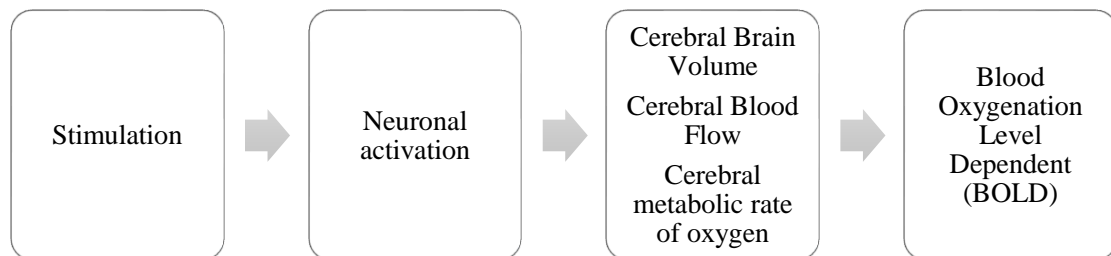 Stimulation
Neuronal
activation
Cerebral Brain
Volume
Cerebral Blood
Flow
Cerebral
metabolic rate
of oxygen
Blood
Oxygenation
Level
Dependent
(BOLD)